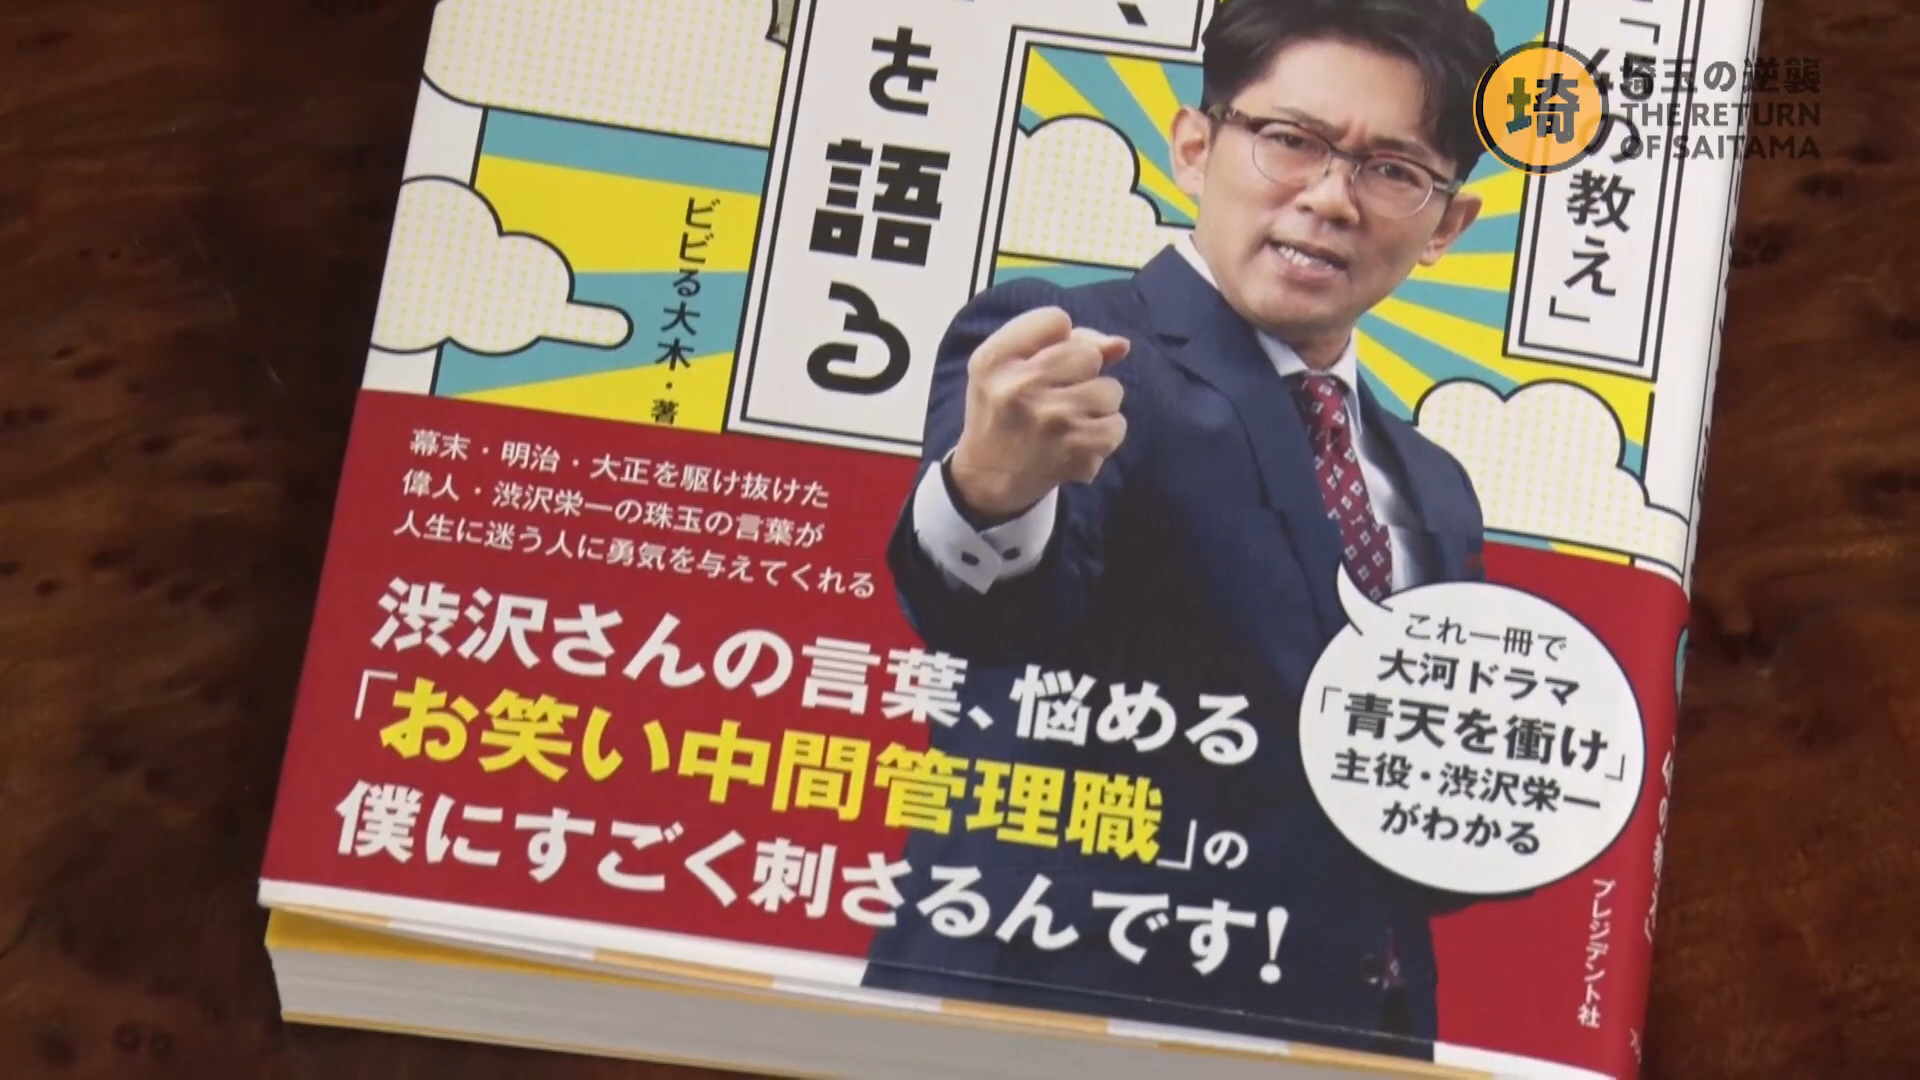 を語る
ビビる大木・著
「45の教え」
埼
埼玉の逆襲
THE RETURN
OF SAITAMA
幕末・明治・大正を駆け抜けた
偉人・渋沢栄一の珠玉の言葉が
人生に迷う人に勇気を与えてくれる
渋沢さんの言葉、悩める
「お笑い中間管理職」の
僕にすごく刺さるんです!
これ一冊で
大河ドラマ
「青天を衝け」
主役・渋沢栄一
がわかる
プレジデント社